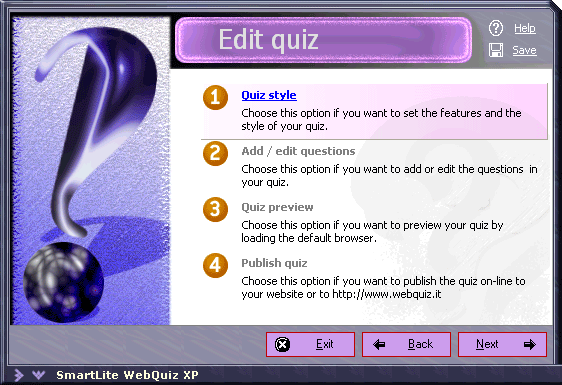 Edit quiz
Help
Save
1 Quiz style
Choose this option if you want to set the features and the
style of your quiz.
2 Add / edit questions
Choose this option if you want to add or edit the questions in
your quiz.
3 Quiz preview
Choose this option if you want to preview your quiz by
loading the default browser.
4 Publish quiz
Choose this option if you want to publish the quiz on-line to
your website or to http://www.webquiz.it
Exit Back Next
SmartLite WebQuiz XP